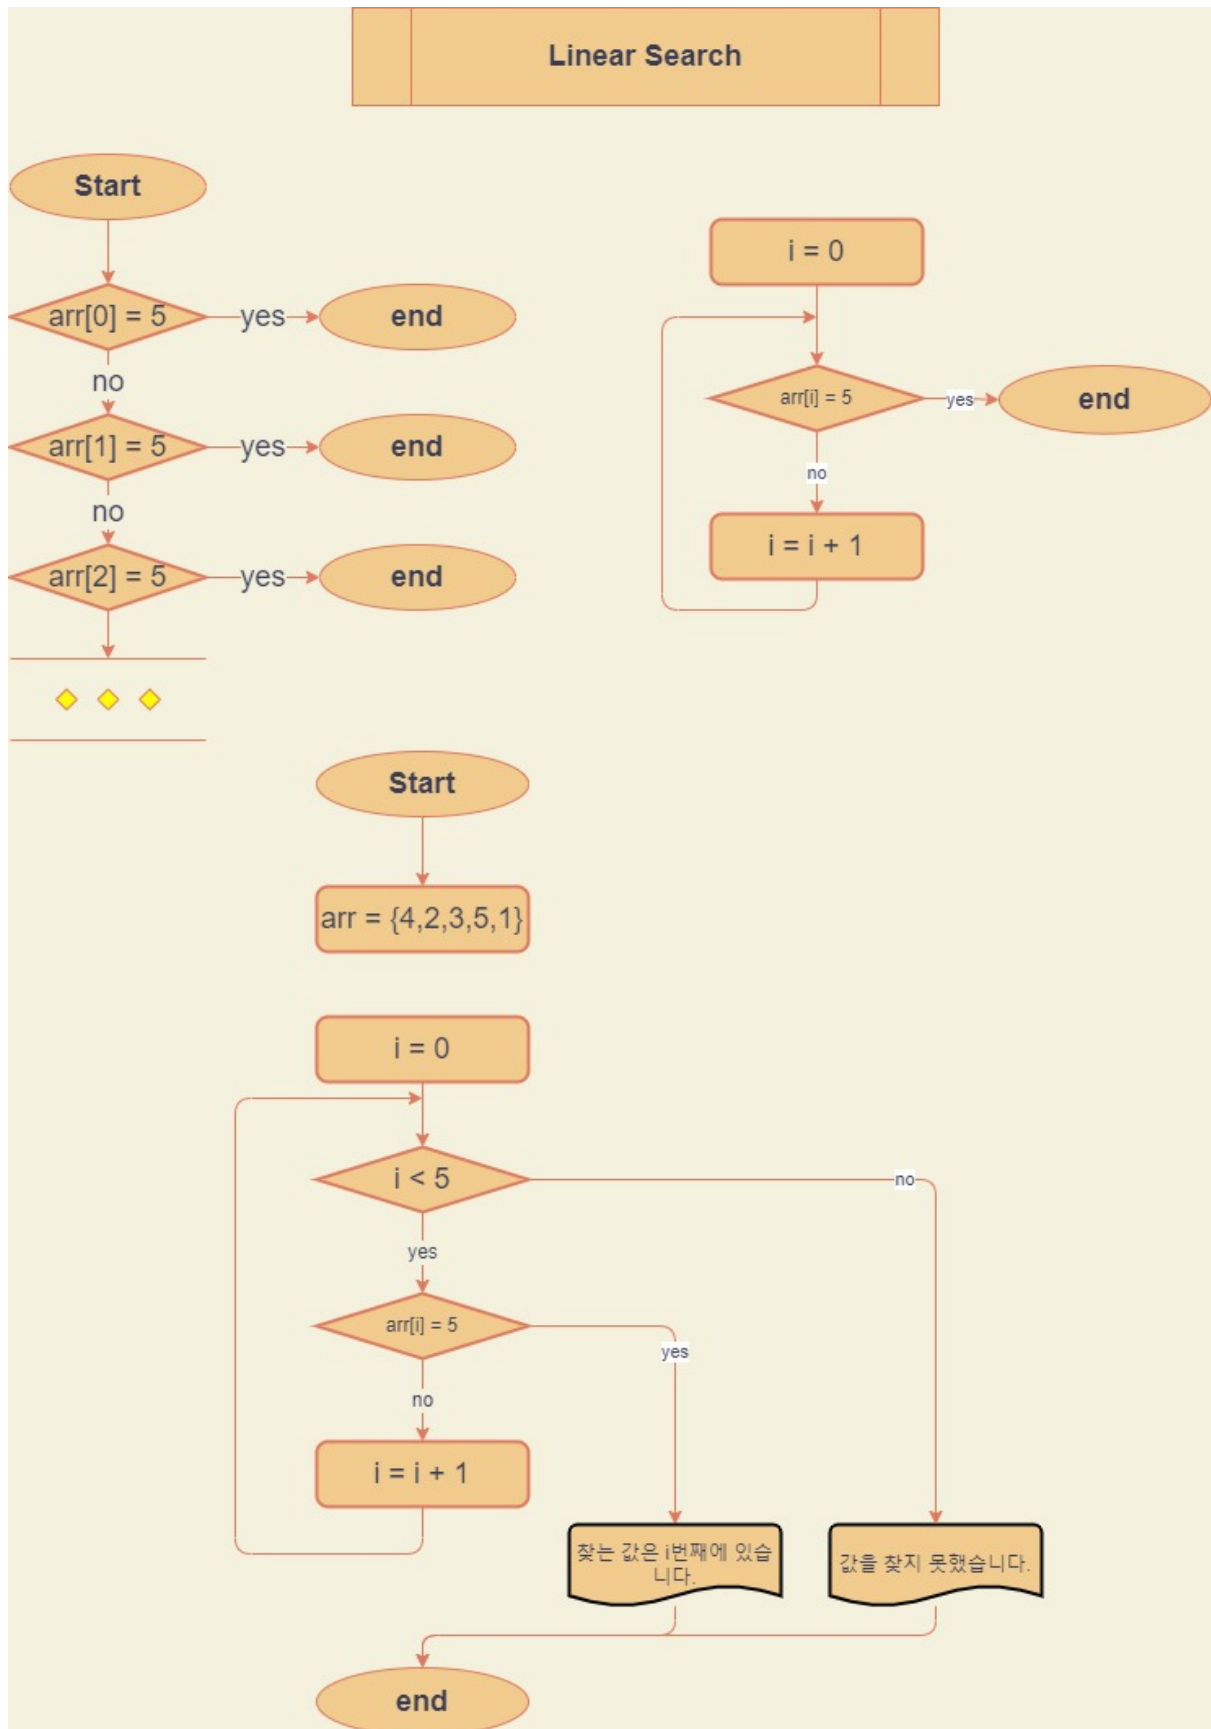 Linear Search
Start
arr[0] = 5
yes
end
no
arr[1] = 5
yes
end
no
arr[2] = 5
yes
end
i = 0
arr[i] = 5
yes
end
no
i = i + 1
Start
arr = {4,2,3,5,1}
i = 0
i < 5
no
yes
arr[i] = 5
yes
no
i = i + 1
찾는 값은 i번째에 있습
니다.
값을 찾지 못했습니다.
end